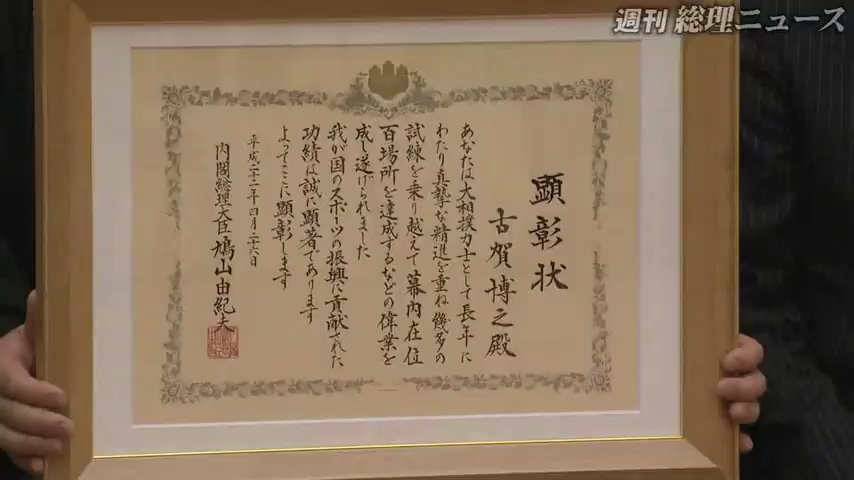 週刊 総理ニュース
顕彰状
古賀博之殿
あなたは大相撲力士として長年に
わたり真摯な精進を重ね幾多の
試練を乗り越えて幕内在位
百場所を達成するなどの偉業を
成し遂げられました
我が国のスポーツの振興に貢献された
功績は誠に顕著であります
よってここに顕彰します
平成二十二年四月二十六日
内閣総理大臣 鳩山由紀夫